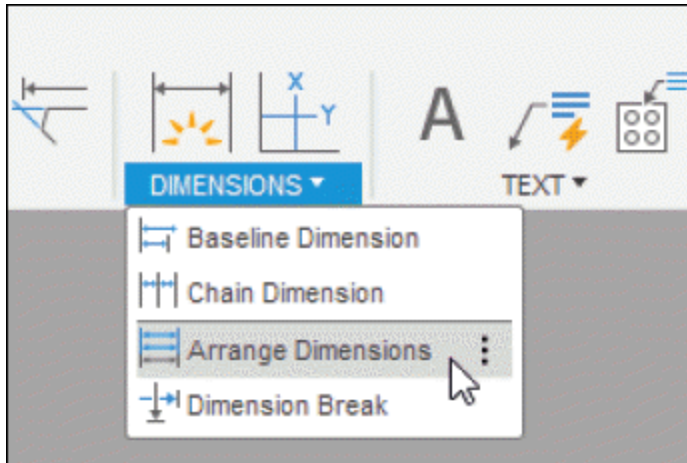 X
Y
A
DIMENSIONS
TEXT
Baseline Dimension
Chain Dimension
Arrange Dimensions
Dimension Break